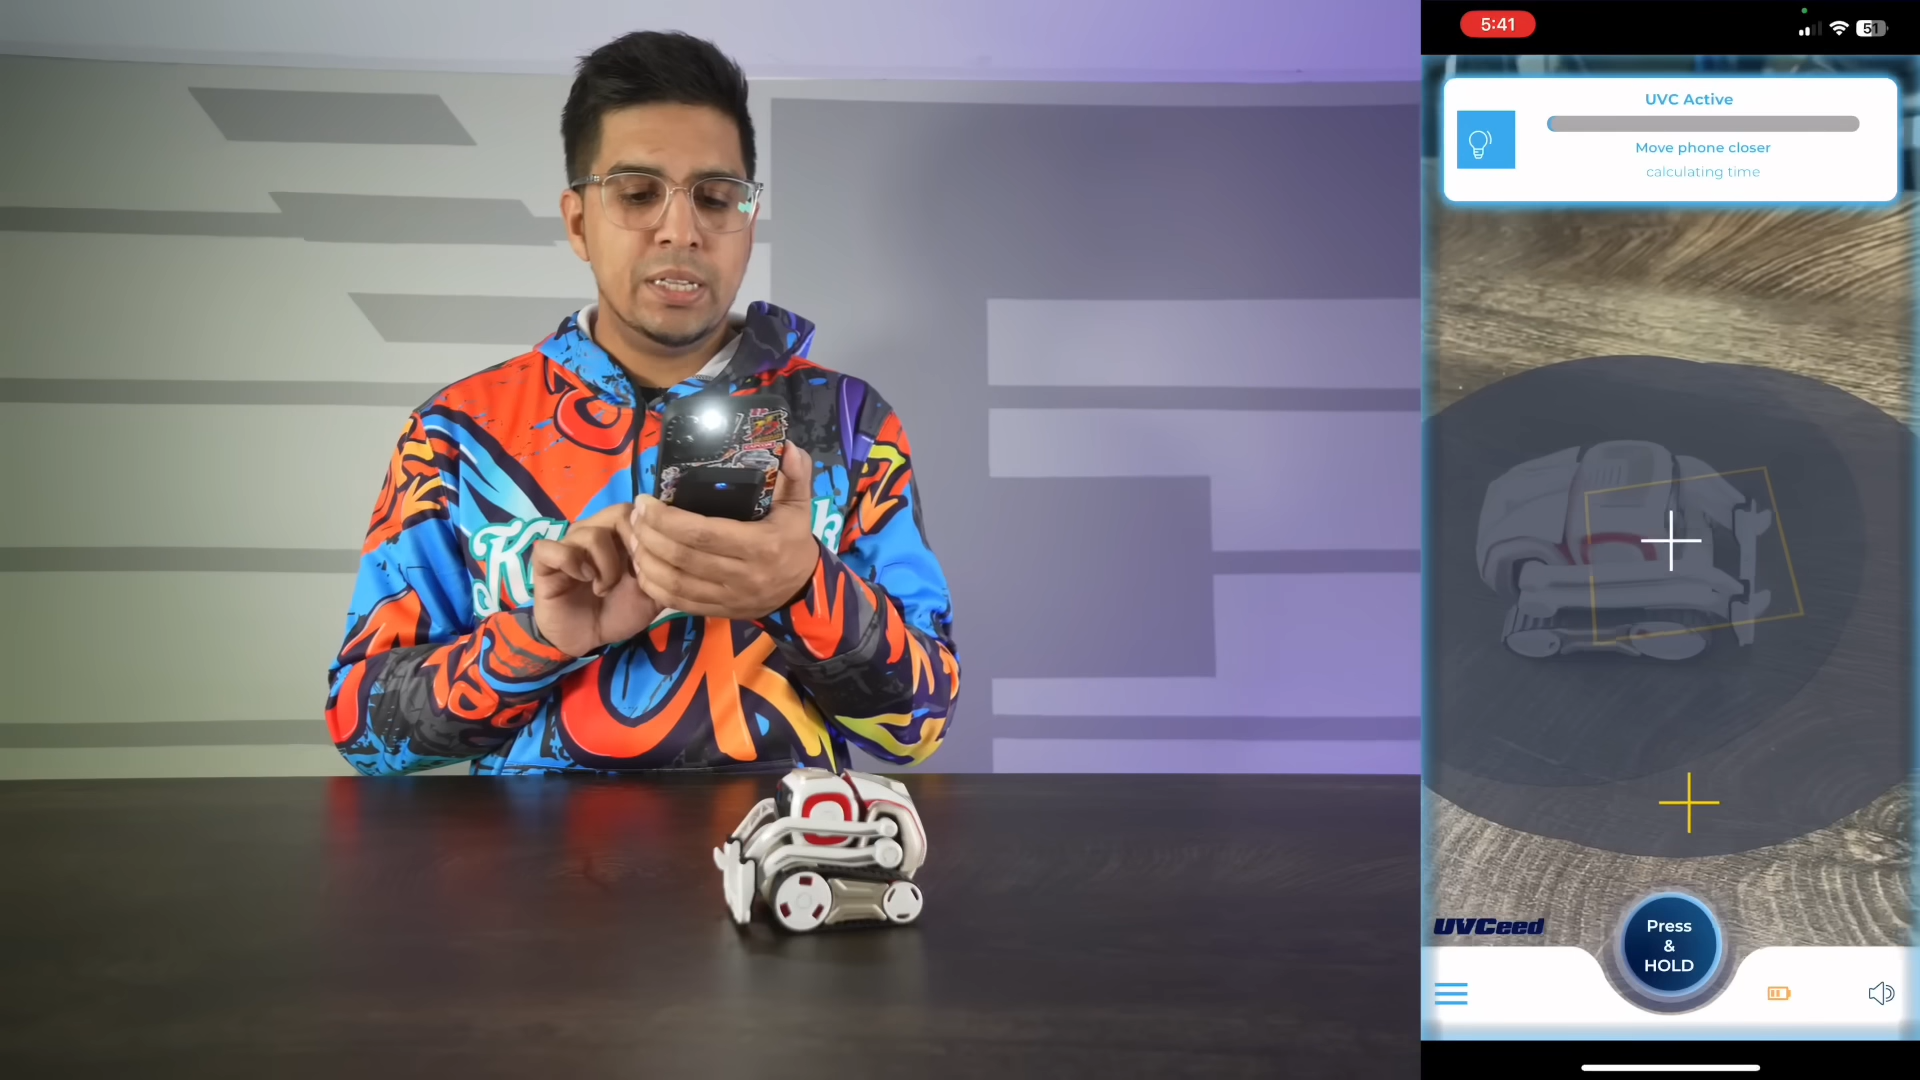 5:41
51
UVC Active
Move phone closer
calculating time
UVCeed
Press
&
HOLD